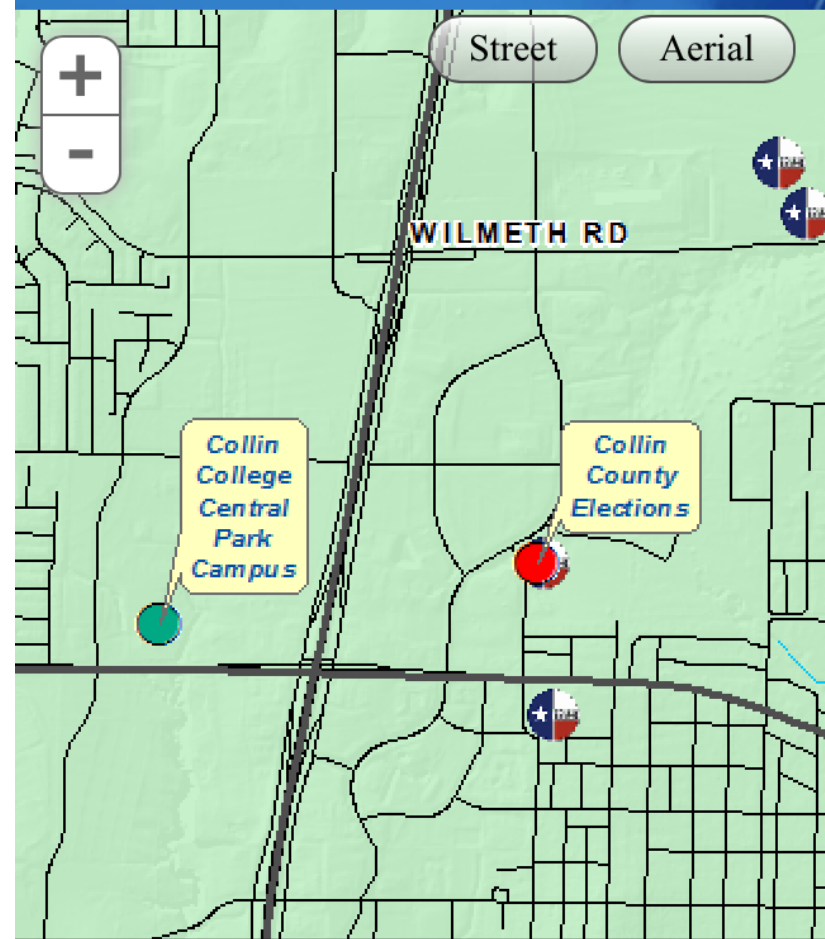 +
-
Street
Aerial
WILMETH RD
Collin
College
Central
Park
Campus
Collin
County
Elections